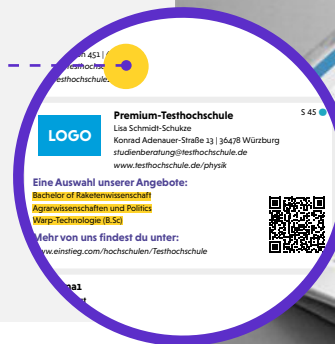 451 |
testhochschule.
Premium-Testhochschule
S 45
LOGO
Lisa Schmidt-Schukze
Konrad Adenauer-Straße 13 | 36478 Würzburg
studienberatung@testhochschule.de
www.testhochschule.de/physik
Eine Auswahl unserer Angebote:
Bachelor of Raketenwissenschaft
Agrarwissenschaften und Politics
Warp-Technologie (B.Sc)
Mehr von uns findest du unter:
www.einstieg.com/hochschulen/Testhochschule